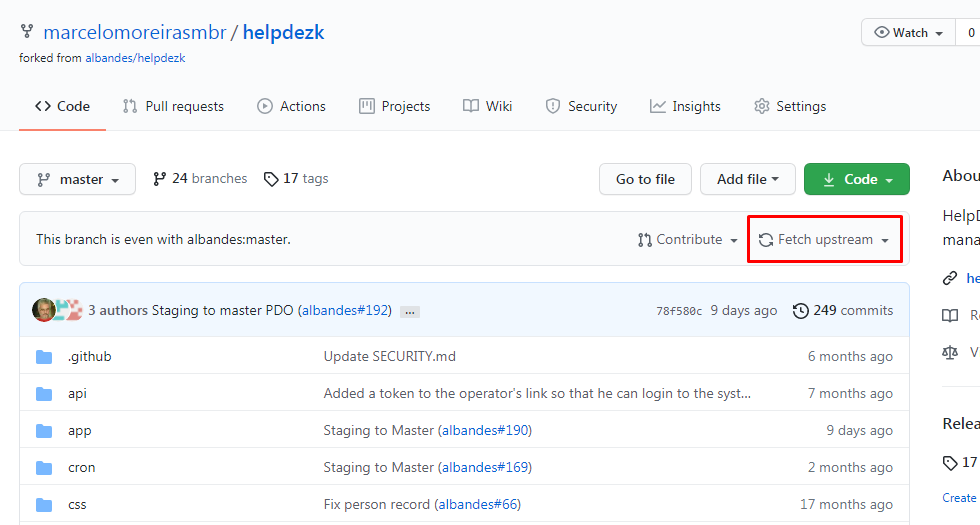 marcelomoreirasmbr / helpdezk
Watch 0
forked from albandes/helpdezk
Code Pull requests Actions Projects Wiki Security Insights Settings
master 24 branches 17 tags Go to file Add file Code
This branch is even with albandes:master. Contribute Fetch upstream
3 authors Staging to master PDO (albandes#192) ... 78f580c 9 days ago 249 commits
.github Update SECURITY.md 6 months ago
api Added a token to the operator's link so that he can login to the syst... 7 months ago
app Staging to Master (albandes#190) 9 days ago
cron Staging to Master (albandes#169) 2 months ago
css Fix person record (albandes#66) 17 months ago
Abou
HelpD
mana
he
R
V
Relea
17
Create